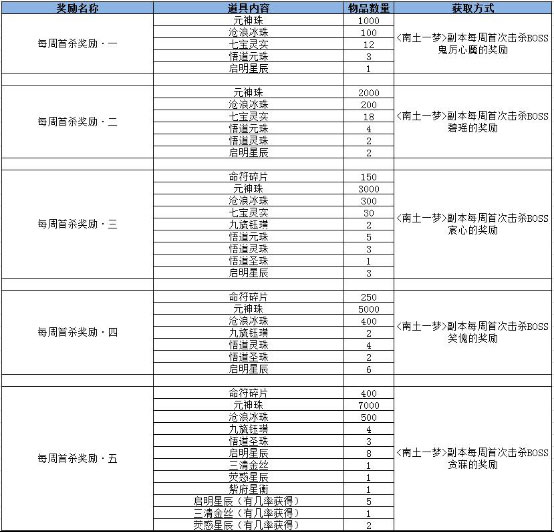 奖励名称 道具内容 物品数量 获取方式
每周首杀奖励·一
元神珠 1000
沧浪冰珠 100
七宝灵实 12
悟道元珠 3
启明星辰 1
<南土一梦>副本每周首次击杀BOSS
鬼厉心魇的奖励
每周首杀奖励·二
元神珠 2000
沧浪冰珠 200
七宝灵实 18
悟道元珠 4
悟道灵珠 2
启明星辰 2
<南土一梦>副本每周首次击杀BOSS
碧瑶的奖励
每周首杀奖励·三
命符碎片 150
元神珠 3000
沧浪冰珠 300
七宝灵实 30
九旒钰璜 2
悟道元珠 5
悟道灵珠 3
悟道圣珠 1
启明星辰 3
<南土一梦>副本每周首次击杀BOSS
宸心的奖励
每周首杀奖励·四
命符碎片 250
元神珠 5000
沧浪冰珠 400
九旒钰璜 2
悟道灵珠 4
悟道圣珠 2
启明星辰 6
<南土一梦>副本每周首次击杀BOSS
笑愧的奖励
每周首杀奖励·五
命符碎片 400
元神珠 7000
沧浪冰珠 500
九旒钰璜 4
悟道圣珠 3
启明星辰 8
三清金丝 1
荧惑星辰 1
紫府星衡 1
启明星辰（有几率获得） 5
三清金丝（有几率获得） 1
荧惑星辰（有几率获得） 2
<南土一梦>副本每周首次击杀BOSS
贪寐的奖励